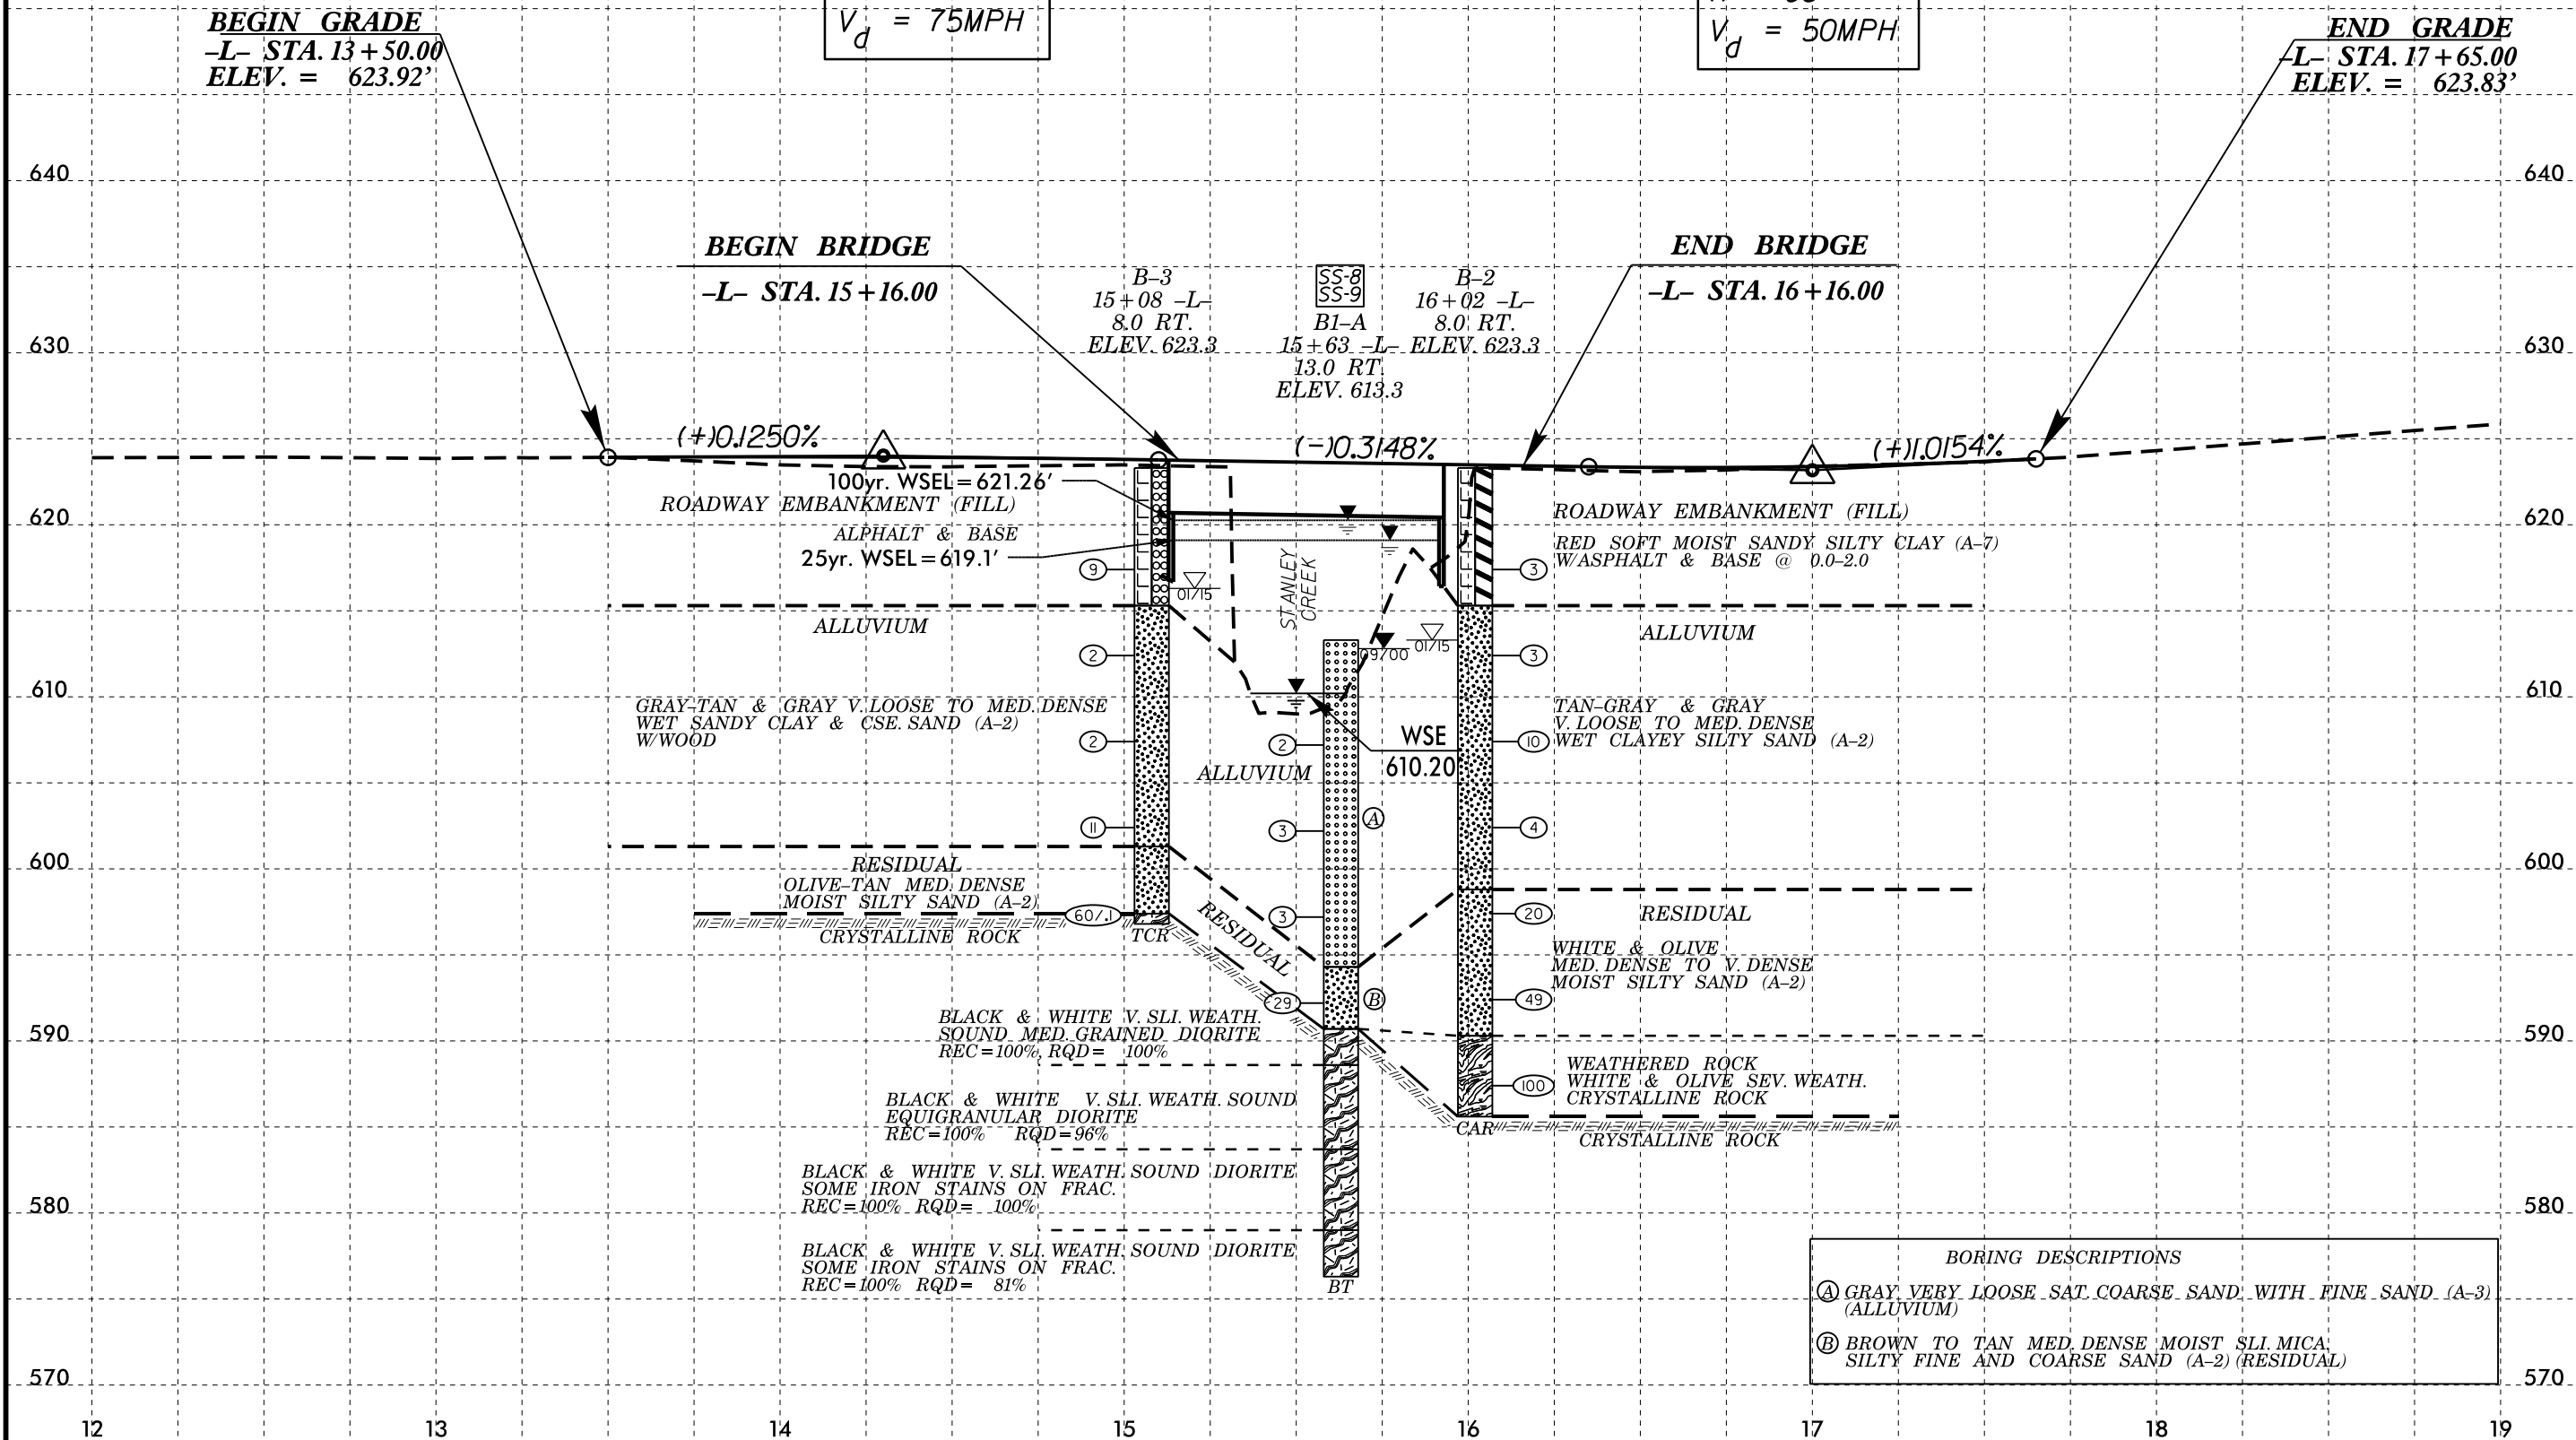 BEGIN GRADE
-L- STA. 13+50.00
ELEV. = 623.92'
Vd = 75MPH
Vd = 50MPH
END GRADE
-L- STA. 17+65.00
ELEV. = 623.83'
640
640
BEGIN BRIDGE
-L- STA. 15+16.00
END BRIDGE
-L- STA. 16+16.00
B-3
15+08 -L-
8.0 RT.
ELEV. 623.3
SS-8
SS-9
B1-A
15+63 -L-
13.0 RT.
ELEV. 613.3
B-2
16+02 -L-
8.0 RT.
ELEV. 623.3
630
630
(+)0.1250%
(-)0.3148%
(+)1.0154%
100yr. WSEL=621.26'
ROADWAY EMBANKMENT (FILL)
ALPHALT & BASE
25yr. WSEL=619.1'
620
620
ROADWAY EMBANKMENT (FILL)
RED SOFT MOIST SANDY SILTY CLAY (A-7)
W/ASPHALT & BASE @ 0.0-2.0
9
3
01/15
STANLEY
CREEK
09/00
01/15
ALLUVIUM
ALLUVIUM
2
3
610
610
GRAY-TAN & GRAY V. LOOSE TO MED. DENSE
WET SANDY CLAY & CSE. SAND (A-2)
W/WOOD
TAN-GRAY & GRAY
V. LOOSE TO MED. DENSE
WET CLAYEY SILTY SAND (A-2)
2
2
10
WSE
610.20
ALLUVIUM
11
3
A
4
600
600
RESIDUAL
OLIVE-TAN MED. DENSE
MOIST SILTY SAND (A-2)
60/.1
CRYSTALLINE ROCK
TCR
RESIDUAL
3
20
RESIDUAL
WHITE & OLIVE
MED. DENSE TO V. DENSE
MOIST SILTY SAND (A-2)
29
B
49
590
590
BLACK & WHITE V. SLI. WEATH.
SOUND MED. GRAINED DIORITE
REC=100%, RQD= 100%
100
WEATHERED ROCK
WHITE & OLIVE SEV. WEATH.
CRYSTALLINE ROCK
BLACK & WHITE V. SLI. WEATH. SOUND
EQUIGRANULAR DIORITE
REC=100% RQD=96%
CAR
CRYSTALLINE ROCK
BLACK & WHITE V. SLI. WEATH. SOUND DIORITE
SOME IRON STAINS ON FRAC.
REC=100% RQD= 100%
580
580
BLACK & WHITE V. SLI. WEATH. SOUND DIORITE
SOME IRON STAINS ON FRAC.
REC=100% RQD= 81%
BT
BORING DESCRIPTIONS
A GRAY VERY LOOSE SAT. COARSE SAND WITH FINE SAND (A-3)
(ALLUVIUM)
B BROWN TO TAN MED. DENSE MOIST SLI. MICA.
SILTY FINE AND COARSE SAND (A-2) (RESIDUAL)
570
570
12 13 14 15 16 17 18 19